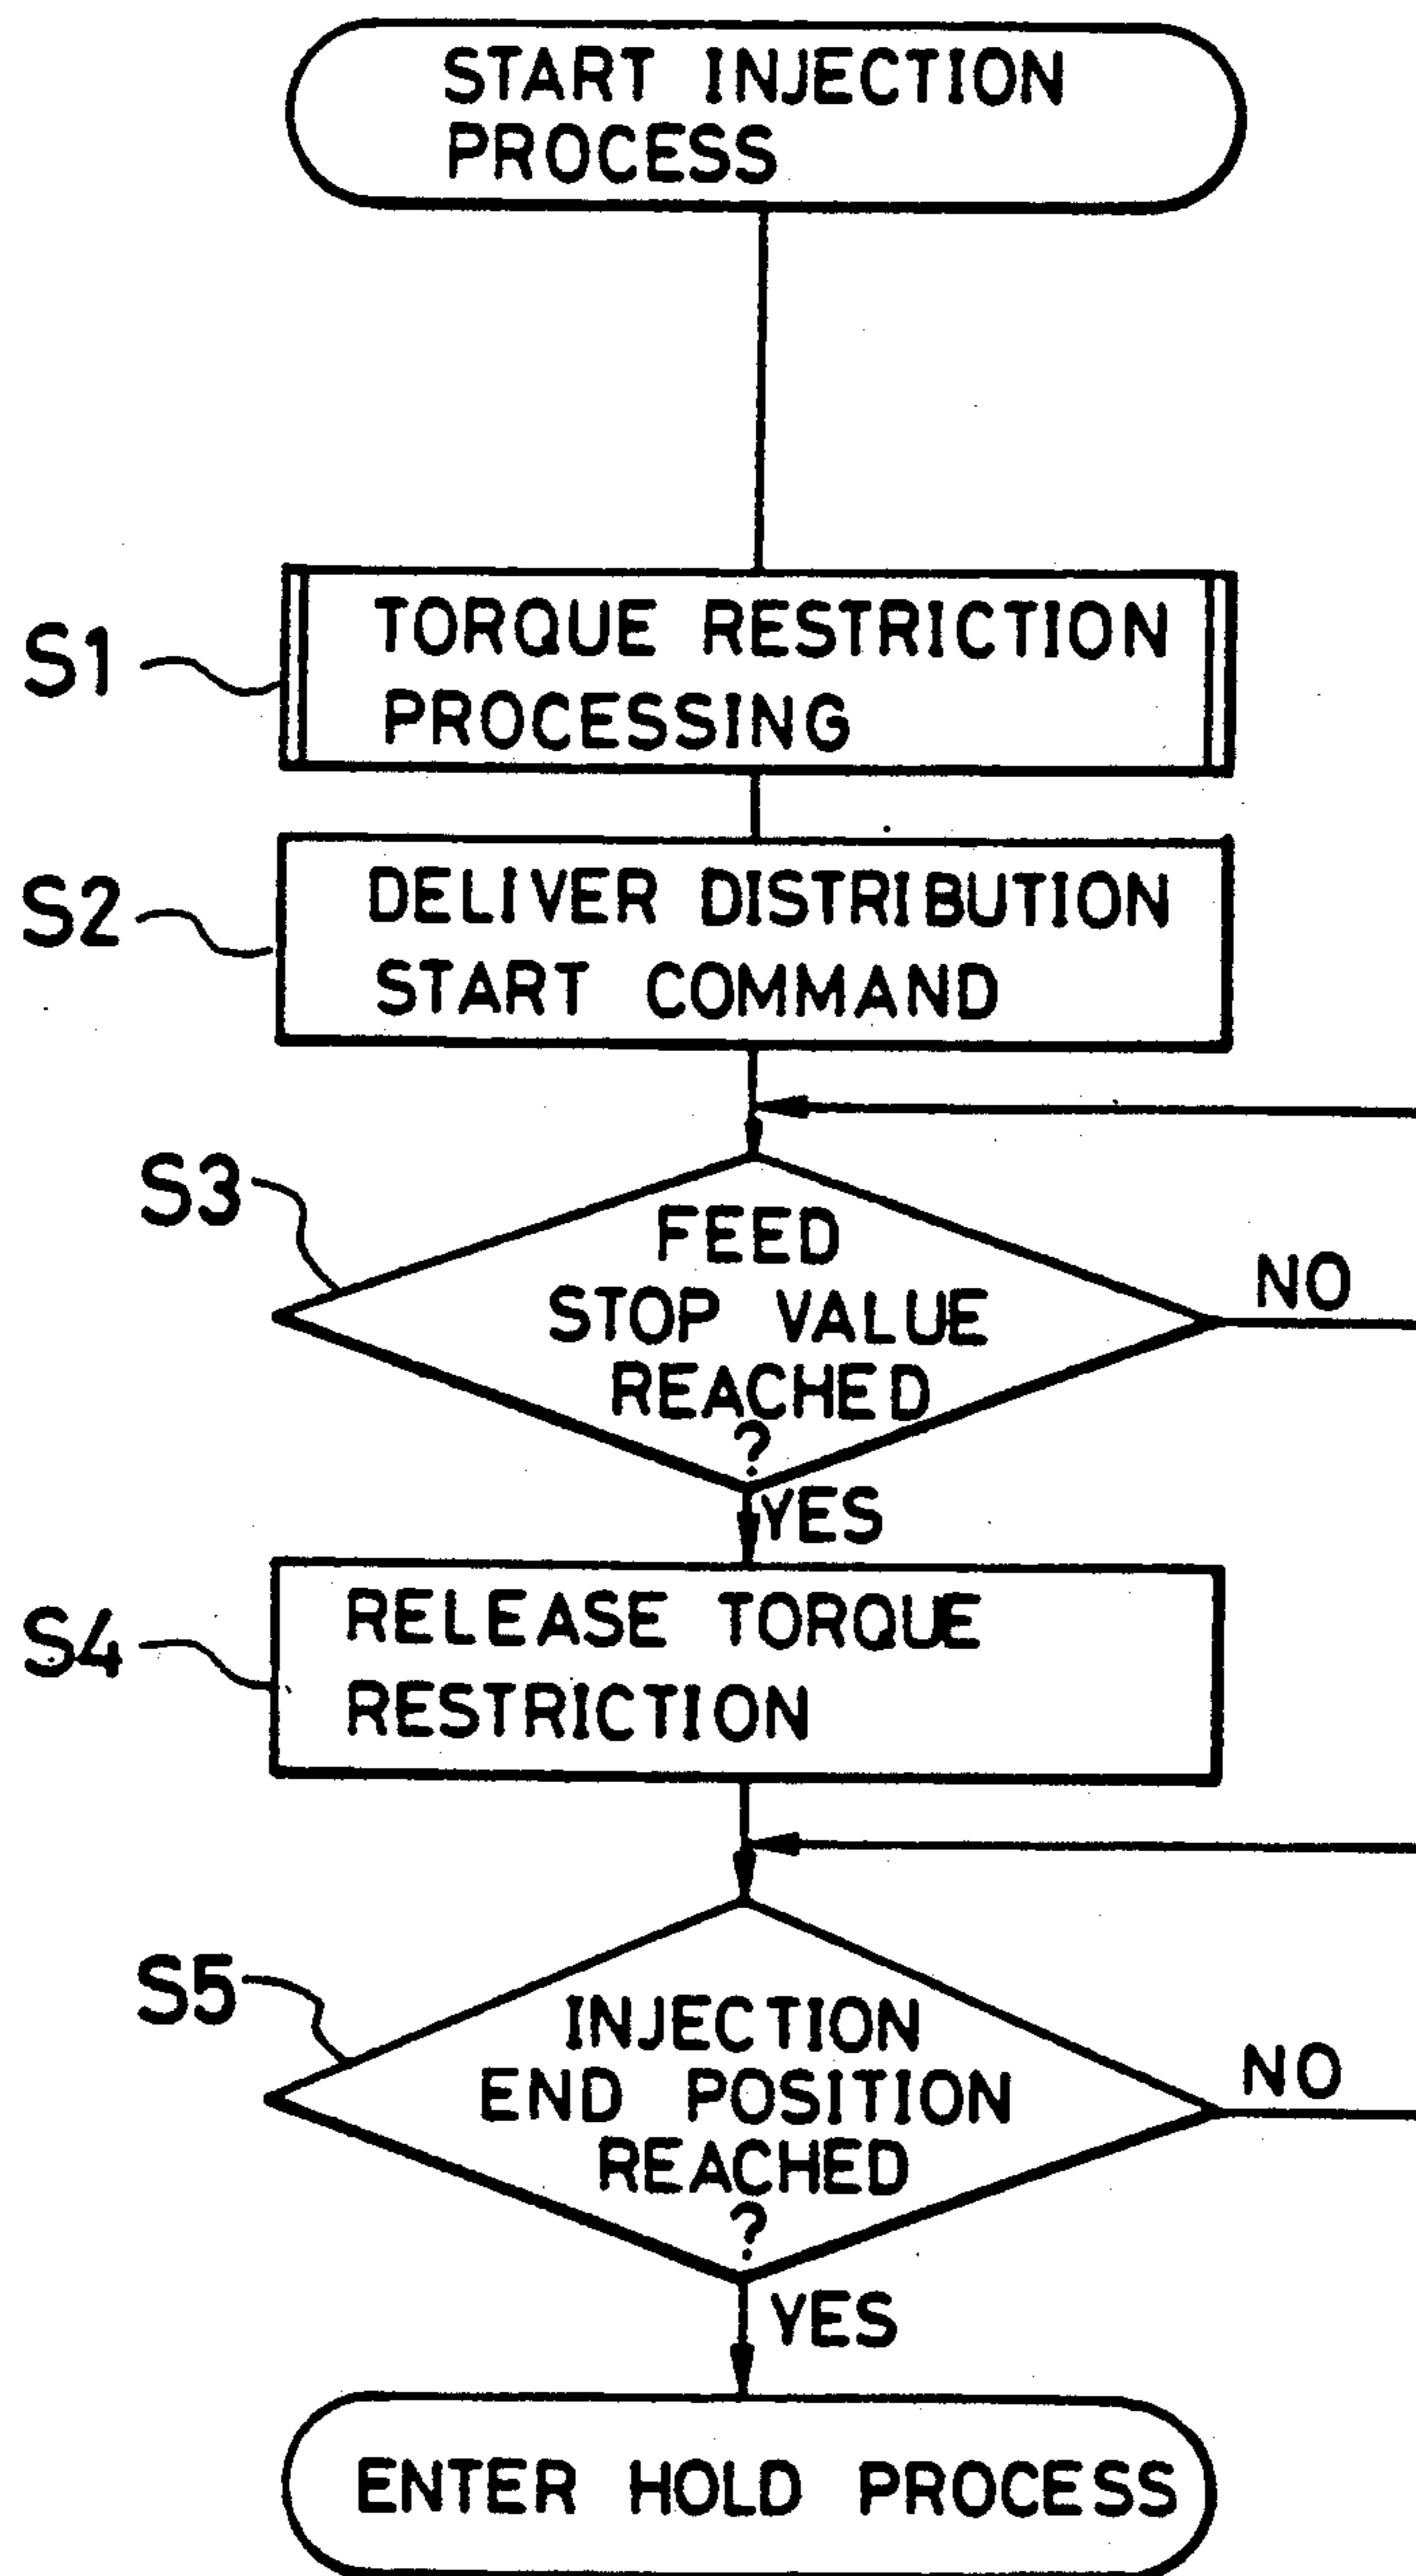 START INJECTION
PROCESS
S1
TORQUE RESTRICTION
PROCESSING
S2
DELIVER DISTRIBUTION
START COMMAND
S3
FEED
STOP VALUE
REACHED
?
NO
YES
S4
RELEASE TORQUE
RESTRICTION
S5
INJECTION
END POSITION
REACHED
?
NO
YES
ENTER HOLD PROCESS